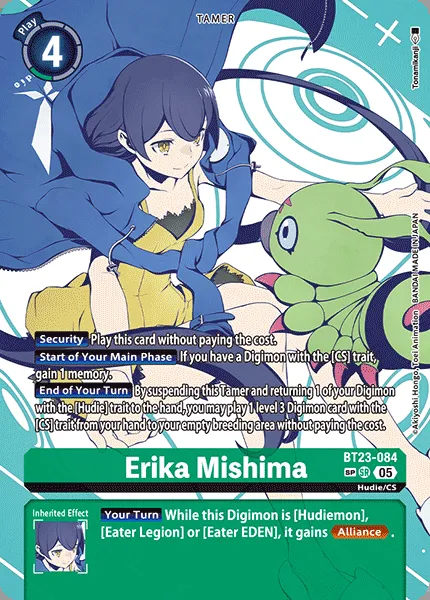 TAMER
Play
4
Lv.6
Tonamikanji
Security Play this card without paying the cost.
Start of Your Main Phase If you have a Digimon with the [CS] trait,
gain 1 memory.
End of Your Turn By suspending this Tamer and returning 1 of your Digimon
with the [Hudie] trait to the hand, you may play 1 level 3 Digimon card with the
[CS] trait from your hand to your empty breeding area without paying the cost.
©Akiyoshi Hongo, Toei Animation
BANDAI MADE IN JAPAN
Erika Mishima
BT23-084
BP SR 05
Hudie/CS
Inherited Effect
Your Turn While this Digimon is [Hudiemon],
[Eater Legion] or [Eater EDEN], it gains Alliance.